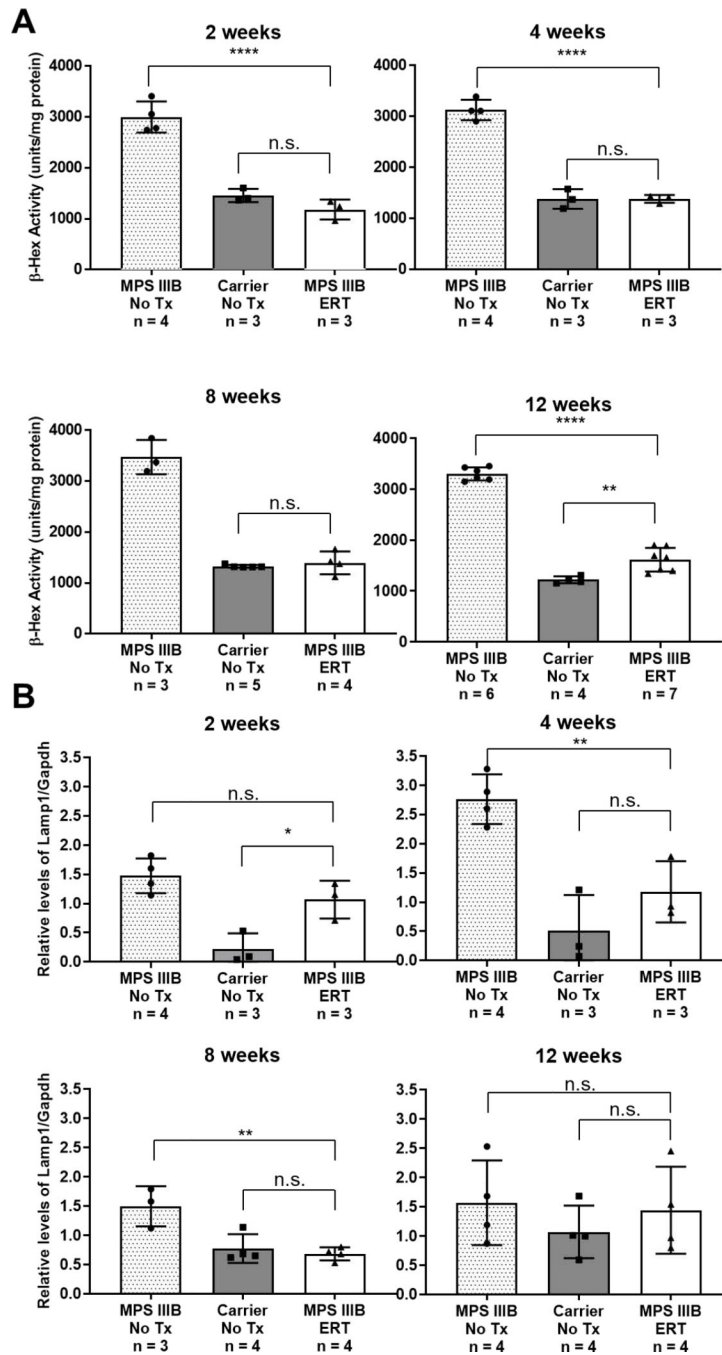 A
2 weeks
β-Hex Activity (units/mg protein)
4000
3000
2000
1000
0
****
n.s.
MPS IIIB
No Tx
n = 4
Carrier
No Tx
n = 3
MPS IIIB
ERT
n = 3
4 weeks
4000
3000
2000
1000
0
****
n.s.
MPS IIIB
No Tx
n = 4
Carrier
No Tx
n = 3
MPS IIIB
ERT
n = 3
8 weeks
β-Hex Activity (units/mg protein)
4000
3000
2000
1000
0
n.s.
MPS IIIB
No Tx
n = 3
Carrier
No Tx
n = 5
MPS IIIB
ERT
n = 4
12 weeks
4000
3000
2000
1000
0
****
**
MPS IIIB
No Tx
n = 6
Carrier
No Tx
n = 4
MPS IIIB
ERT
n = 7
B
2 weeks
Relative levels of Lamp1/Gapdh
3.5
3.0
2.5
2.0
1.5
1.0
0.5
0.0
n.s.
*
MPS IIIB
No Tx
n = 4
Carrier
No Tx
n = 3
MPS IIIB
ERT
n = 3
4 weeks
3.5
3.0
2.5
2.0
1.5
1.0
0.5
0.0
**
n.s.
MPS IIIB
No Tx
n = 4
Carrier
No Tx
n = 3
MPS IIIB
ERT
n = 3
8 weeks
Relative levels of Lamp1/Gapdh
3.5
3.0
2.5
2.0
1.5
1.0
0.5
0.0
**
n.s.
MPS IIIB
No Tx
n = 3
Carrier
No Tx
n = 4
MPS IIIB
ERT
n = 4
12 weeks
3.5
3.0
2.5
2.0
1.5
1.0
0.5
0.0
n.s.
n.s.
MPS IIIB
No Tx
n = 4
Carrier
No Tx
n = 4
MPS IIIB
ERT
n = 4